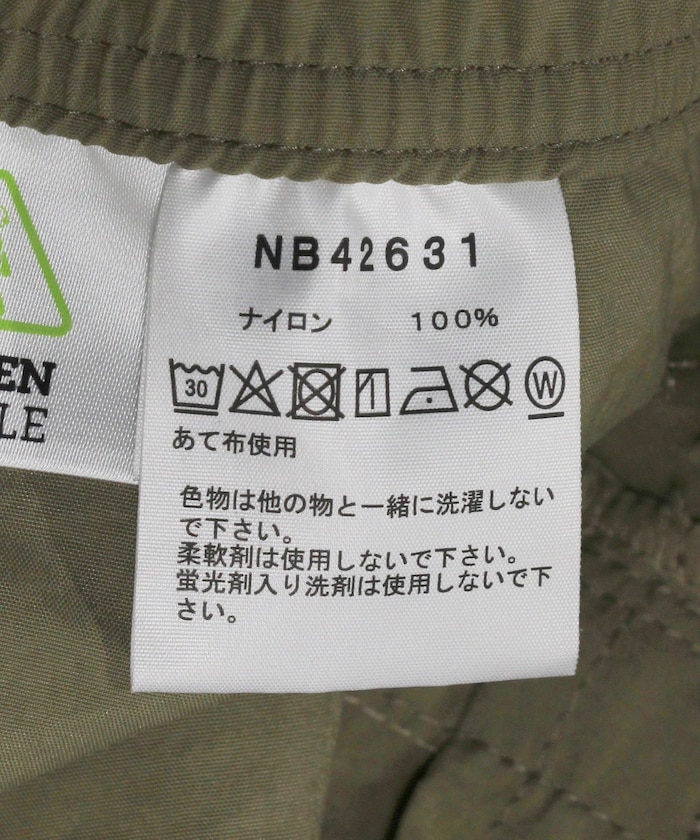 NB42631
ナイロン 100%
30 W
あて布使用
色物は他の物と一緒に洗濯しない
で下さい。
柔軟剤は使用しないで下さい。
蛍光剤入り洗剤は使用しないで下
さい。
EN
LE